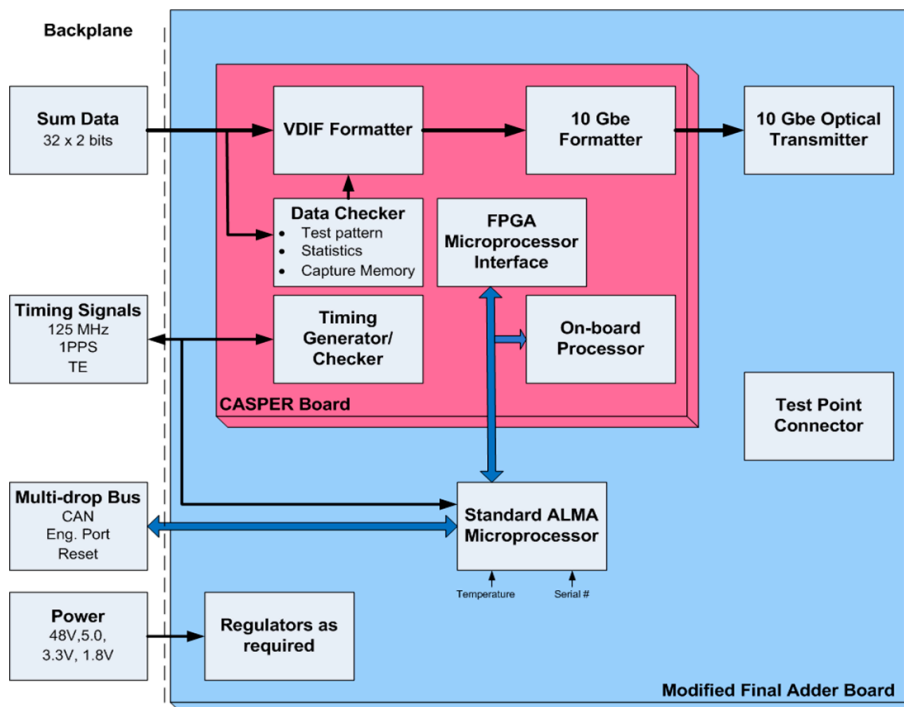 Backplane
Sum Data
32 x 2 bits
VDIF Formatter
10 Gbe
Formatter
10 Gbe Optical
Transmitter
Data Checker
• Test pattern
• Statistics
• Capture Memory
FPGA
Microprocessor
Interface
Timing Signals
125 MHz
1PPS
TE
Timing
Generator/
Checker
On-board
Processor
CASPER Board
Test Point
Connector
Multi-drop Bus
CAN
Eng. Port
Reset
Standard ALMA
Microprocessor
Temperature
Serial #
Power
48V,5.0,
3.3V, 1.8V
Regulators as
required
Modified Final Adder Board